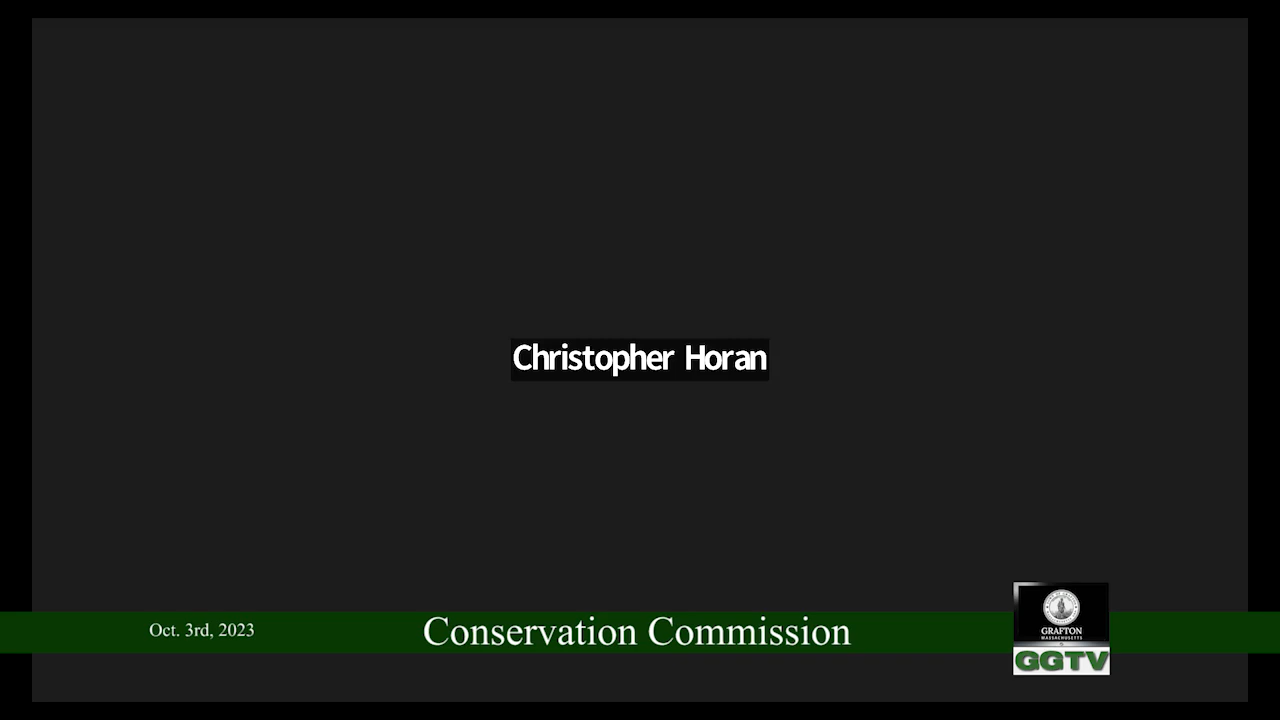 Christopher Horan
Oct. 3rd, 2023
Conservation Commission
GRAFTON
MASSACHUSETTS
GGTV